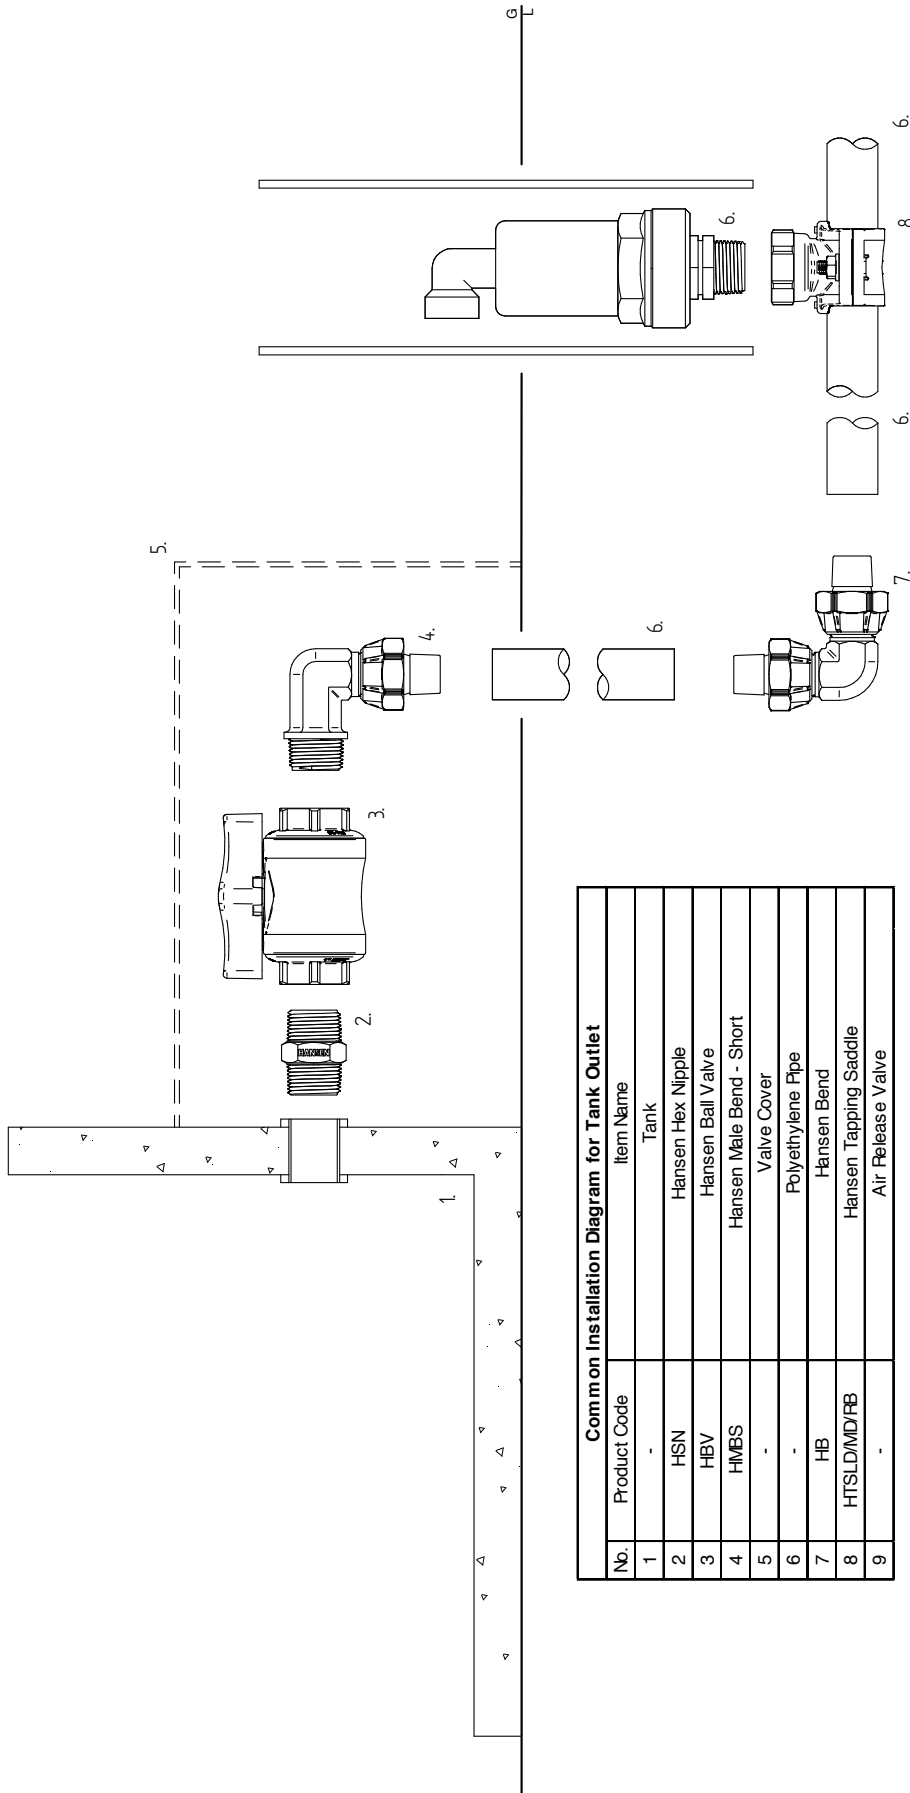 5.
G
L
4.
3.
2.
HANSEN
1.
6.
6.
7.
6.
8
6.
Common Installation Diagram for Tank Outlet
No. Product Code Item Name
1 - Tank
2 HSN Hansen Hex Nipple
3 HBV Hansen Ball Valve
4 HMBS Hansen Male Bend - Short
5 - Valve Cover
6 - Polyethylene Pipe
7 HB Hansen Bend
8 HTSLD/MD/RB Hansen Tapping Saddle
9 - Air Release Valve